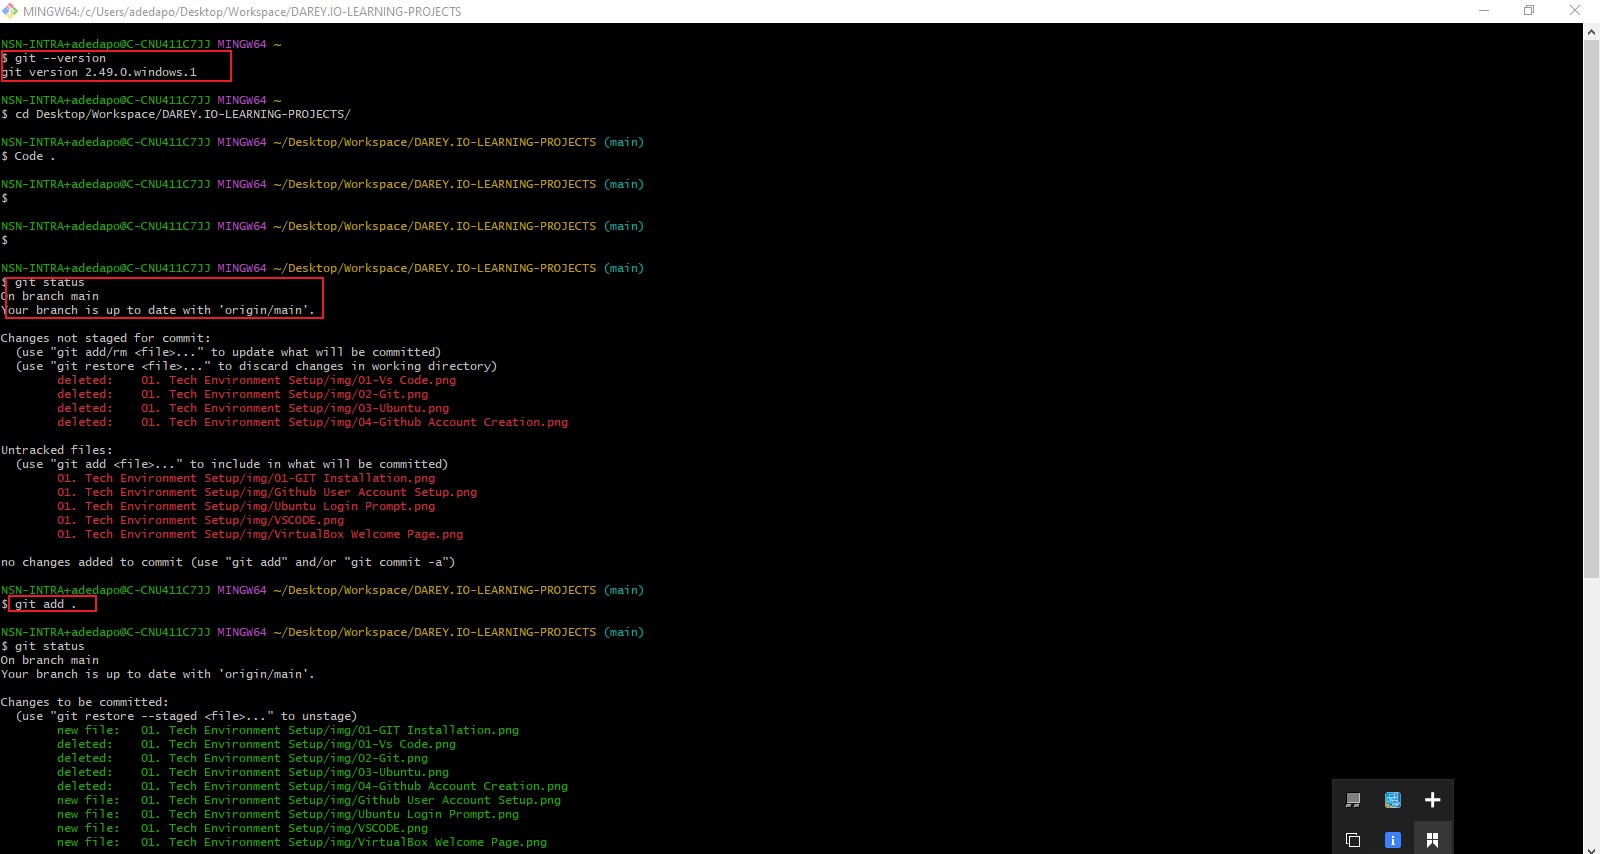 MINGW64:/c/Users/adedapo/Desktop/Workspace/DAREY.IO-LEARNING-PROJECTS
NSN-INTRA+adedapo@C-CNU411C7JJ MINGW64 ~
$ git --version
git version 2.49.0.windows.1
NSN-INTRA+adedapo@C-CNU411C7JJ MINGW64 ~
$ cd Desktop/Workspace/DAREY.IO-LEARNING-PROJECTS/
NSN-INTRA+adedapo@C-CNU411C7JJ MINGW64 ~/Desktop/Workspace/DAREY.IO-LEARNING-PROJECTS (main)
$ Code .
NSN-INTRA+adedapo@C-CNU411C7JJ MINGW64 ~/Desktop/Workspace/DAREY.IO-LEARNING-PROJECTS (main)
$
NSN-INTRA+adedapo@C-CNU411C7JJ MINGW64 ~/Desktop/Workspace/DAREY.IO-LEARNING-PROJECTS (main)
$
NSN-INTRA+adedapo@C-CNU411C7JJ MINGW64 ~/Desktop/Workspace/DAREY.IO-LEARNING-PROJECTS (main)
$ git status
On branch main
Your branch is up to date with 'origin/main'.
Changes not staged for commit:
(use "git add/rm <file>..." to update what will be committed)
(use "git restore <file>..." to discard changes in working directory)
deleted: 01. Tech Environment Setup/img/01-Vs Code.png
deleted: 01. Tech Environment Setup/img/02-Git.png
deleted: 01. Tech Environment Setup/img/03-Ubuntu.png
deleted: 01. Tech Environment Setup/img/04-Github Account Creation.png
Untracked files:
(use "git add <file>..." to include in what will be committed)
01. Tech Environment Setup/img/01-GIT Installation.png
01. Tech Environment Setup/img/Github User Account Setup.png
01. Tech Environment Setup/img/Ubuntu Login Prompt.png
01. Tech Environment Setup/img/VSCODE.png
01. Tech Environment Setup/img/VirtualBox Welcome Page.png
no changes added to commit (use "git add" and/or "git commit -a")
NSN-INTRA+adedapo@C-CNU411C7JJ MINGW64 ~/Desktop/Workspace/DAREY.IO-LEARNING-PROJECTS (main)
$ git add .
NSN-INTRA+adedapo@C-CNU411C7JJ MINGW64 ~/Desktop/Workspace/DAREY.IO-LEARNING-PROJECTS (main)
$ git status
On branch main
Your branch is up to date with 'origin/main'.
Changes to be committed:
(use "git restore --staged <file>..." to unstage)
new file: 01. Tech Environment Setup/img/01-GIT Installation.png
deleted: 01. Tech Environment Setup/img/01-Vs Code.png
deleted: 01. Tech Environment Setup/img/02-Git.png
deleted: 01. Tech Environment Setup/img/03-Ubuntu.png
deleted: 01. Tech Environment Setup/img/04-Github Account Creation.png
new file: 01. Tech Environment Setup/img/Github User Account Setup.png
new file: 01. Tech Environment Setup/img/Ubuntu Login Prompt.png
new file: 01. Tech Environment Setup/img/VSCODE.png
new file: 01. Tech Environment Setup/img/VirtualBox Welcome Page.png